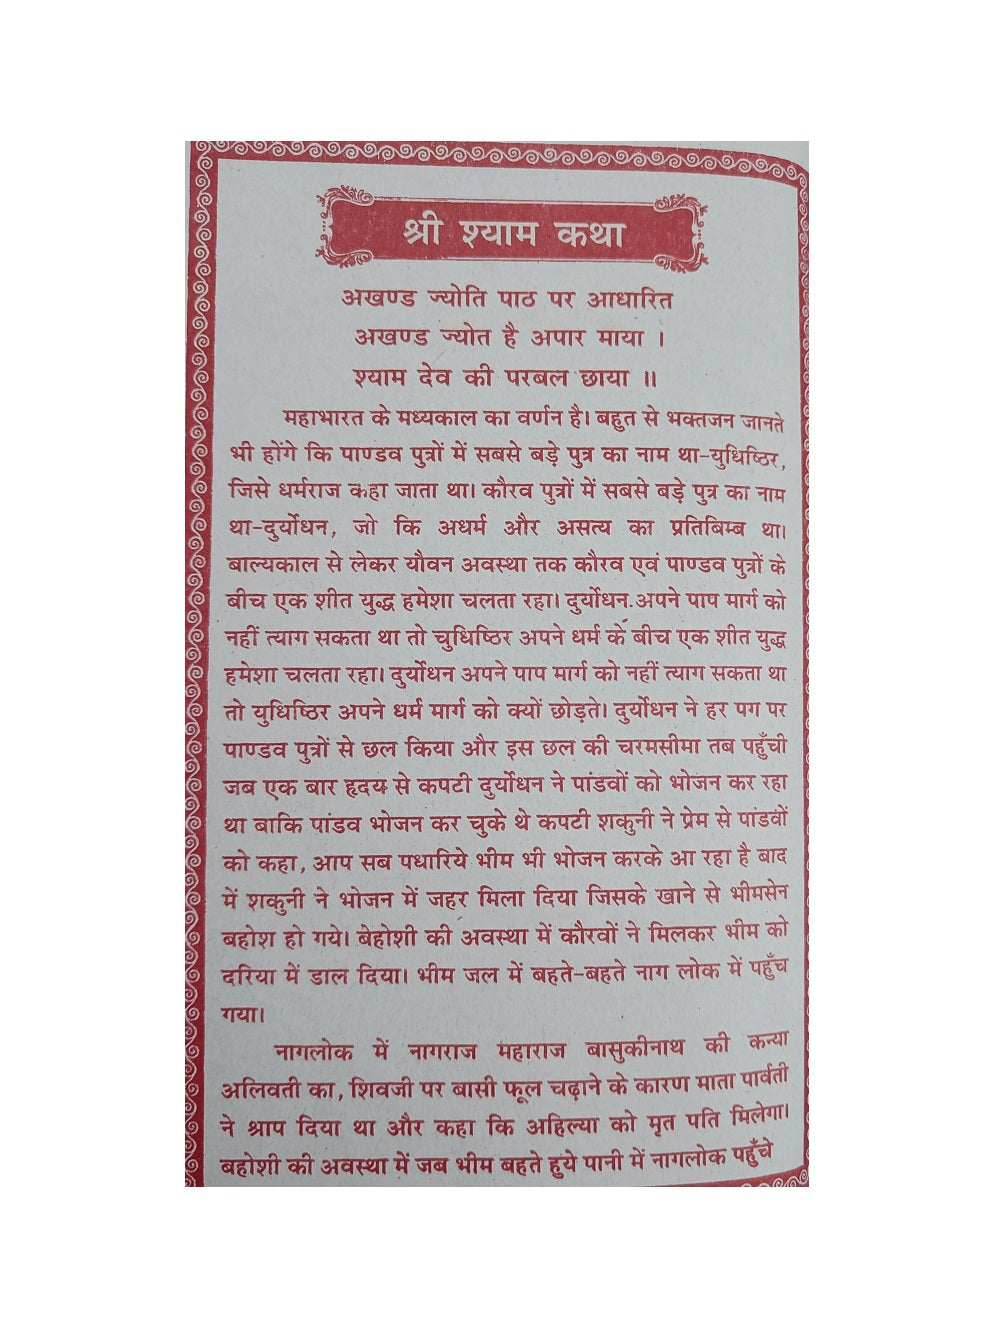 श्री श्याम कथा
अखण्ड ज्योति पाठ पर आधारित
अखण्ड ज्योत है अपार माया ।
श्याम देव की परबल छाया ॥
महाभारत के मध्यकाल का वर्णन है। बहुत से भक्तजन जानते
भी होंगे कि पाण्डव पुत्रों में सबसे बड़े पुत्र का नाम था-युधिष्ठिर,
जिसे धर्मराज कहा जाता था। कौरव पुत्रों में सबसे बड़े पुत्र का नाम
था-दुर्योधन, जो कि अधर्म और असत्य का प्रतिबिम्ब था।
बाल्यकाल से लेकर यौवन अवस्था तक कौरव एवं पाण्डव पुत्रों के
बीच एक शीत युद्ध हमेशा चलता रहा। दुर्योधन अपने पाप मार्ग को
नहीं त्याग सकता था तो चुधिष्ठिर अपने धर्म के बीच एक शीत युद्ध
हमेशा चलता रहा। दुर्योधन अपने पाप मार्ग को नहीं त्याग सकता था
तो युधिष्ठिर अपने धर्म मार्ग को क्यों छोड़ते। दुर्योधन ने हर पग पर
पाण्डव पुत्रों से छल किया और इस छल की चरमसीमा तब पहुँची
जब एक बार हृदय से कपटी दुर्योधन ने पांडवों को भोजन कर रहा
था बाकि पांडव भोजन कर चुके थे कपटी शकुनी ने प्रेम से पांडवों
को कहा, आप सब पधारिये भीम भी भोजन करके आ रहा है बाद
में शकुनी ने भोजन में जहर मिला दिया जिसके खाने से भीमसेन
बहोश हो गये। बेहोशी की अवस्था में कौरवों ने मिलकर भीम को
दरिया में डाल दिया। भीम जल में बहते-बहते नाग लोक में पहुँच
गया।
नागलोक में नागराज महाराज बासुकीनाथ की कन्या
अलिवती का, शिवजी पर बासी फूल चढ़ाने के कारण माता पार्वती
ने श्राप दिया था और कहा कि अहिल्या को मृत पति मिलेगा।
बहोशी की अवस्था में जब भीम बहते हुये पानी में नागलोक पहुँचे